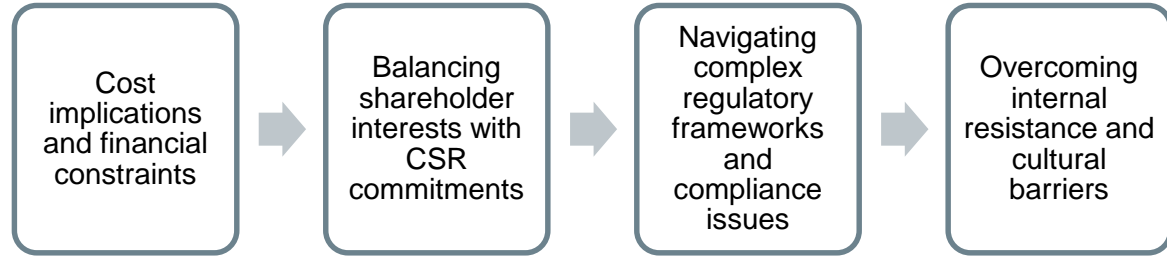 Cost
implications
and financial
constraints
Balancing
shareholder
interests with
CSR
commitments
Navigating
complex
regulatory
frameworks
and
compliance
issues
Overcoming
internal
resistance and
cultural
barriers